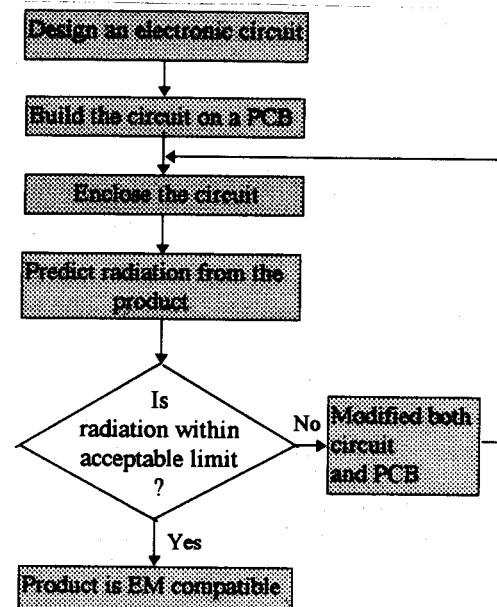 Design an electronic circuit
Build the circuit on a PCB
Enclose the circuit
Predict radiation from the
product
Is
radiation within
acceptable limit
?
No
Modified both
circuit
and PCB
Yes
Product is EM compatible